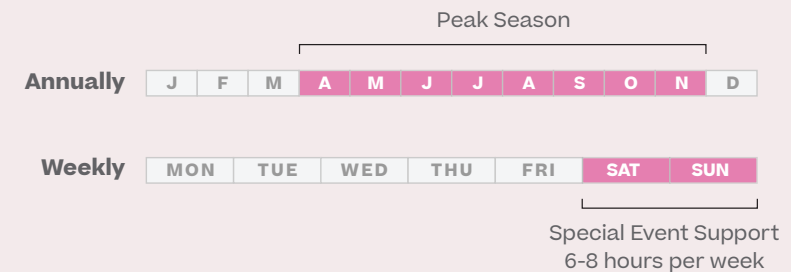 Peak Season
Annually J F M A M J J A S O N D
Weekly MON TUE WED THU FRI SAT SUN
Special Event Support
6-8 hours per week